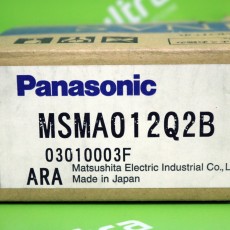 Panasonic
MSMA012Q2B
03010003F
ARA Matsushita Electric Industrial Co., L
Made in Japan